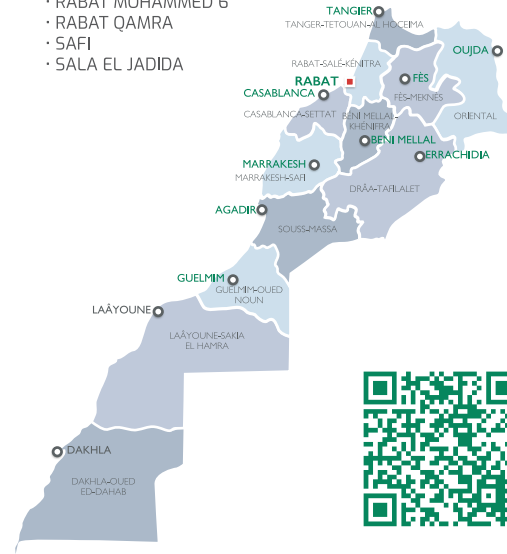 · RABAT MOHAMMED 6
· RABAT QAMRA
· SAFI
· SALA EL JADIDA
TANGIER
TANGER-TETOUAN-AL HOCEIMA
OUJDA
RABAT-SALÉ-KÉNITRA
RABAT
FÈS
CASABLANCA
FÈS-MEKNÈS
CASABLANCA-SETTAT
BENI MELLAL-
KHÉNIFRA
ORIENTAL
BENI MELLAL
ERRACHIDIA
MARRAKESH
MARRAKESH-SAFI
DRÂA-TAFILALET
AGADIR
SOUSS-MASSA
GUELMIM
GUELMIM-OUED
NOUN
LAÂYOUNE
LAÂYOUNE-SAKIA
EL HAMRA
DAKHLA
DAKHLA-OUED
ED-DAHAB